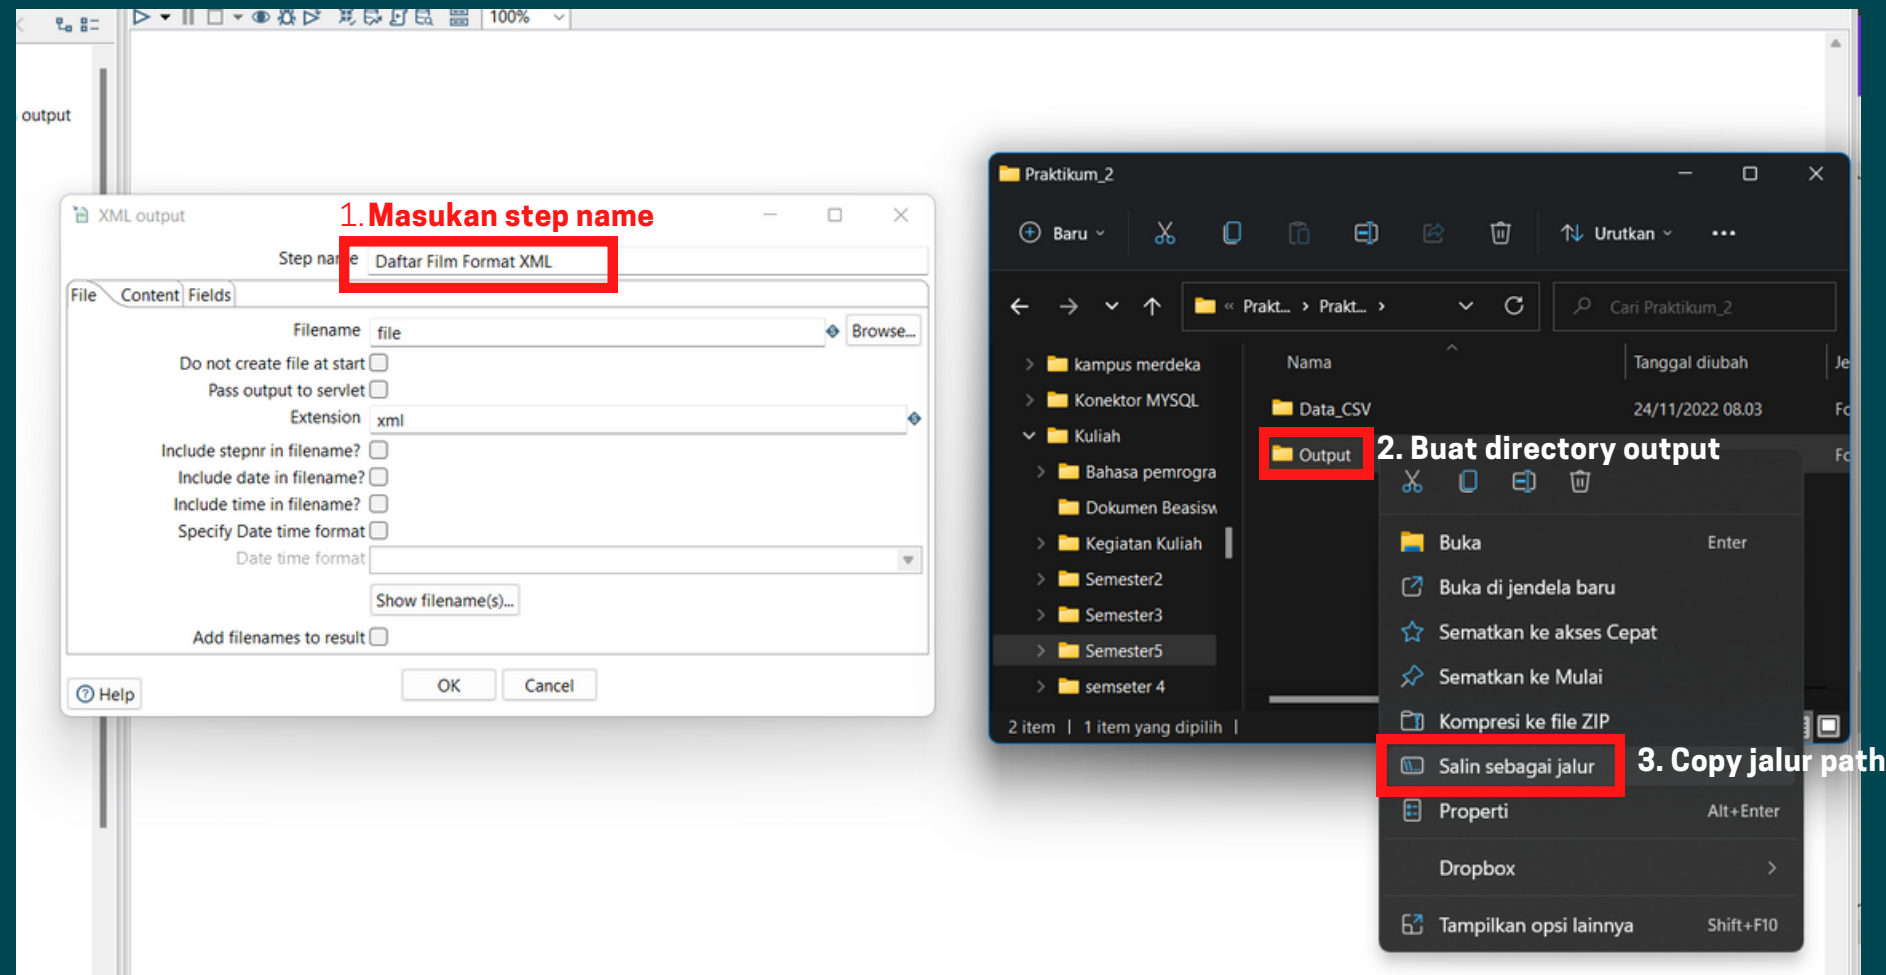 100%
output
XML output
1. Masukan step name
Step name Daftar Film Format XML
File Content Fields
Filename file Browse...
Do not create file at start
Pass output to servlet
Extension xml
Include stepnr in filename?
Include date in filename?
Include time in filename?
Specify Date time format
Date time format
Show filename(s)...
Add filenames to result
OK Cancel
Help
Praktikum_2
Baru Urutkan
« Prakt... › Prakt... › Cari Praktikum_2
kampus merdeka
Konektor MYSQL
Kuliah
Bahasa pemrogra
Dokumen Beasisw
Kegiatan Kuliah
Semester2
Semester3
Semester5
semseter 4
Nama Tanggal diubah Je
Data_CSV 24/11/2022 08.03 Fo
Output Fo
2. Buat directory output
2 item | 1 item yang dipilih |
Buka Enter
Buka di jendela baru
Sematkan ke akses Cepat
Sematkan ke Mulai
Kompresi ke file ZIP
Salin sebagai jalur
3. Copy jalur path
Properti Alt+Enter
Dropbox
Tampilkan opsi lainnya Shift+F10